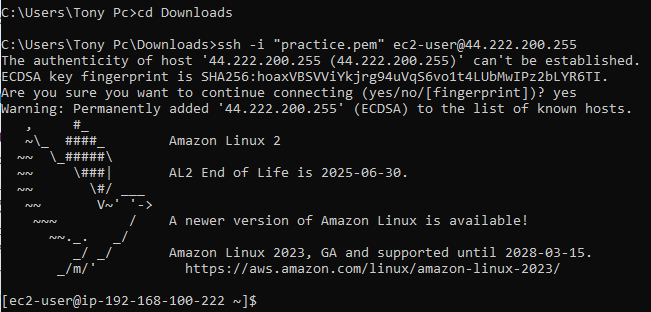 C:\Users\Tony Pc>cd Downloads
C:\Users\Tony Pc\Downloads>ssh -i "practice.pem" ec2-user@44.222.200.255
The authenticity of host '44.222.200.255 (44.222.200.255)' can't be established.
ECDSA key fingerprint is SHA256:hoaxVBSVViYkjrg94uVqS6vo1t4LUbMwIPz2bLYR6TI.
Are you sure you want to continue connecting (yes/no/[fingerprint])? yes
Warning: Permanently added '44.222.200.255' (ECDSA) to the list of known hosts.
   ,     #_
   ~\_  ####_        Amazon Linux 2
  ~~  \_#####\
  ~~     \###|       AL2 End of Life is 2025-06-30.
  ~~       \#/ ___
   ~~       V~' '->
    ~~~         /    A newer version of Amazon Linux is available!
      ~~._.   _/
         _/ _/       Amazon Linux 2023, GA and supported until 2028-03-15.
       _/m/'           https://aws.amazon.com/linux/amazon-linux-2023/
[ec2-user@ip-192-168-100-222 ~]$